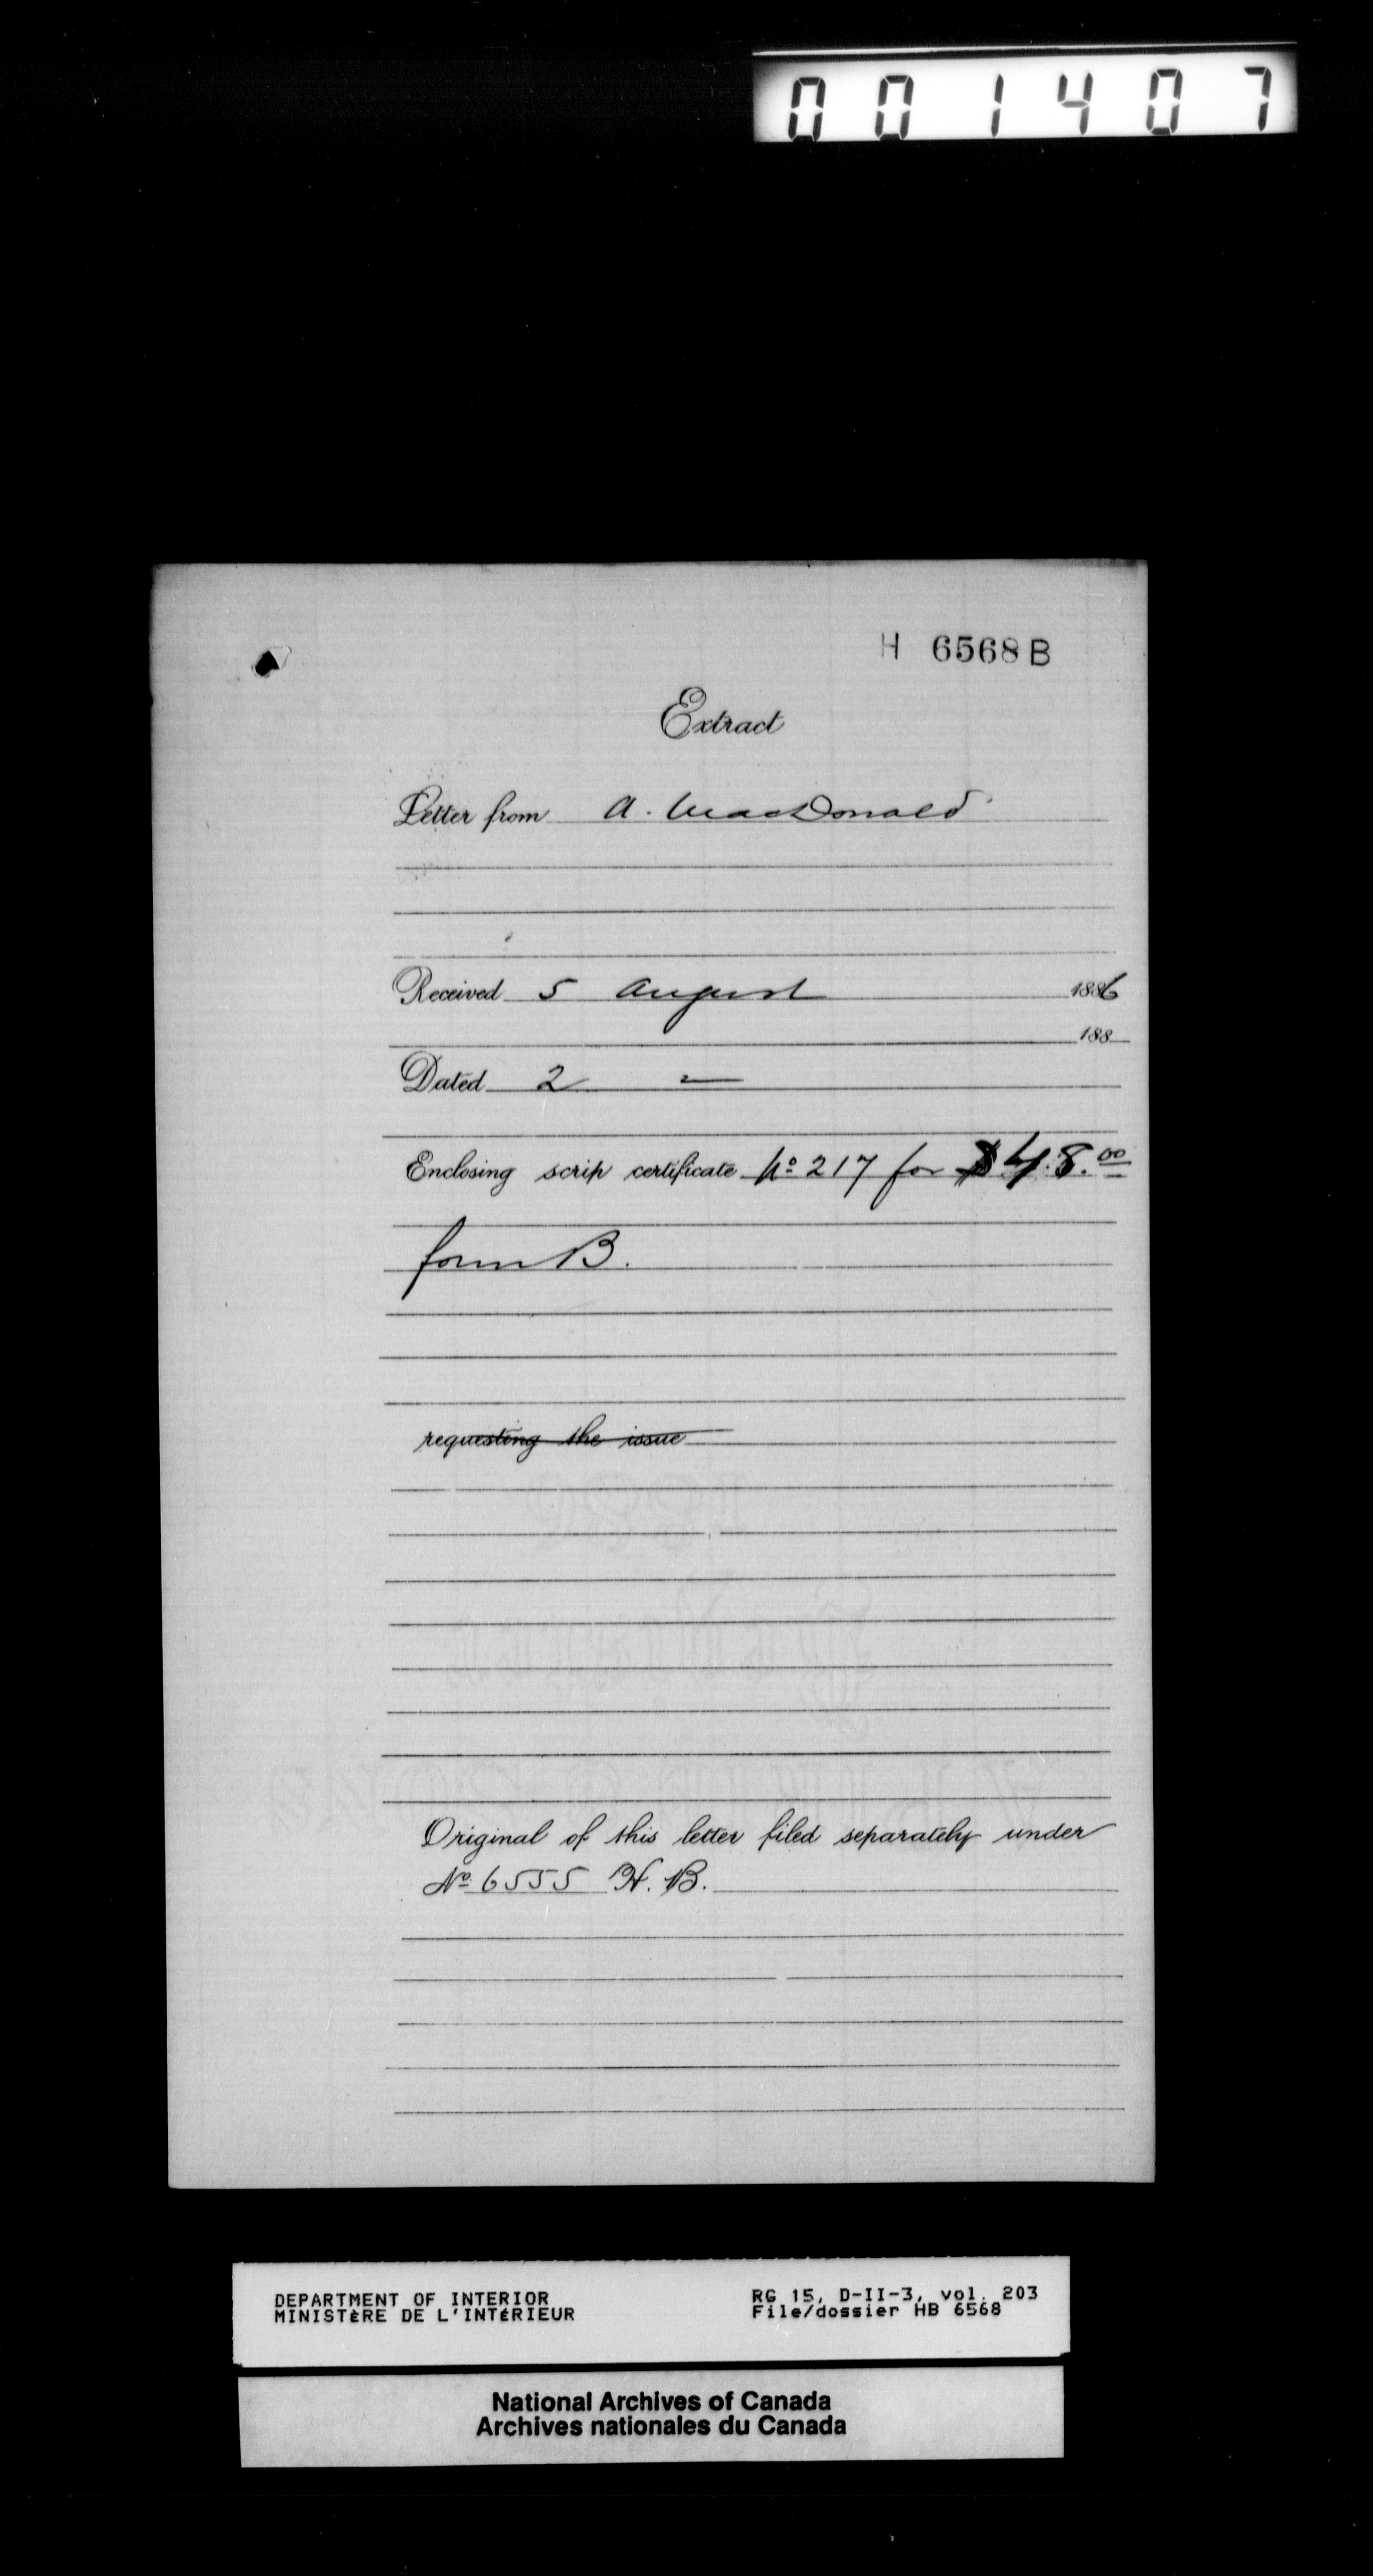 001407
H 6568 B
Extract
Letter from A. MacDonald
Received 5 August 1886
188
Dated 2 "
Enclosing scrip certificate No 217 for $48.00
form B.
requesting the issue
Original of this letter filed separately under
No 6555 H. B.
DEPARTMENT OF INTERIOR
MINISTÈRE DE L'INTÉRIEUR
RG 15, D-II-3, vol. 203
File/dossier HB 6568
National Archives of Canada
Archives nationales du Canada